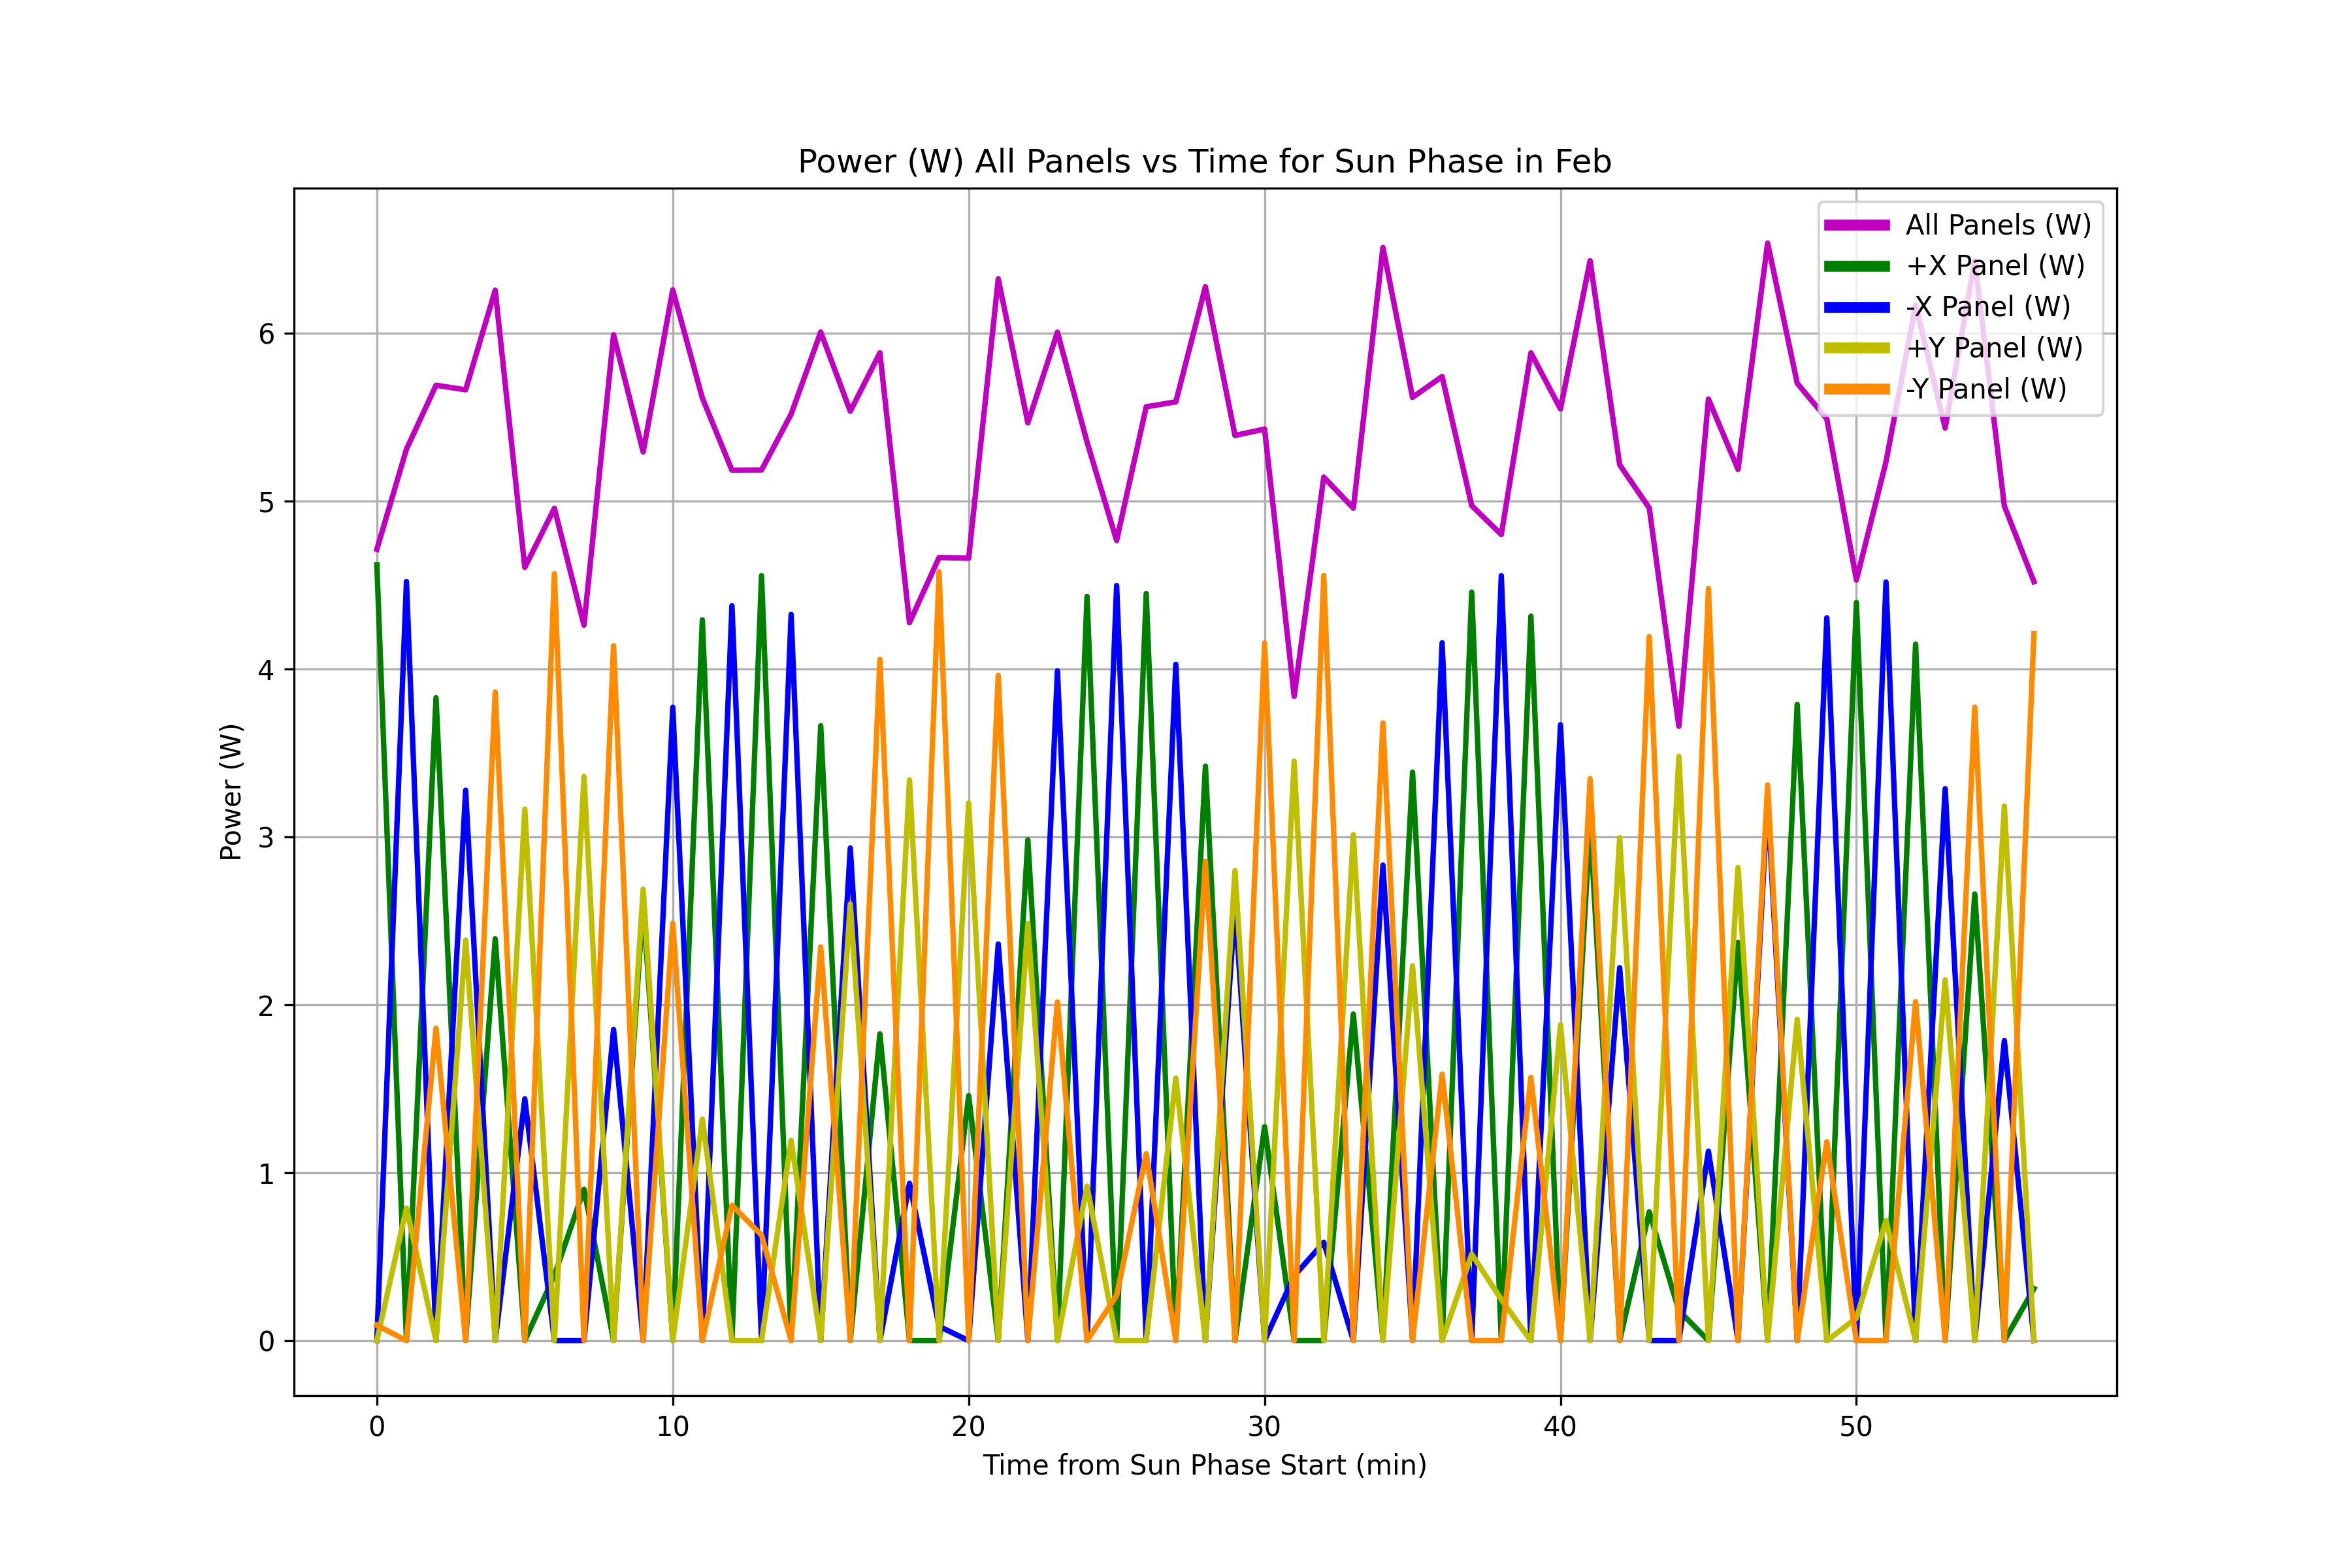 Power (W) All Panels vs Time for Sun Phase in Feb
All Panels (W)
+X Panel (W)
-X Panel (W)
+Y Panel (W)
-Y Panel (W)
Power (W)
6
5
4
3
2
1
0
0 10 20 30 40 50
Time from Sun Phase Start (min)